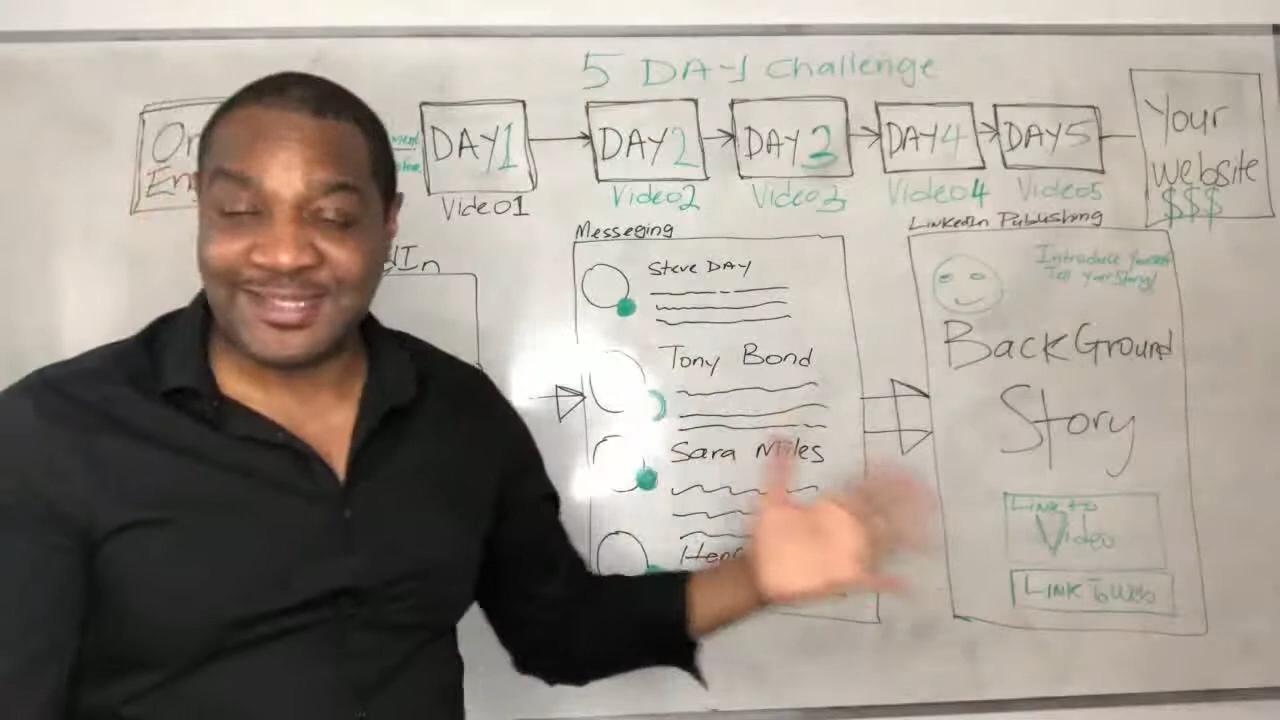 5 DAY Challenge
DAY1
DAY2
DAY3
DAY4
DAY5
Your
website
$$$
Video1
Video2
Video3
Video4
Video5
Messeging
Steve DAY
Tony Bond
Sara Miles
LinkedIn Publishing
Introduce Yourself
Tell Your Story!
BackGround
Story
Link to
Video
Link To Web